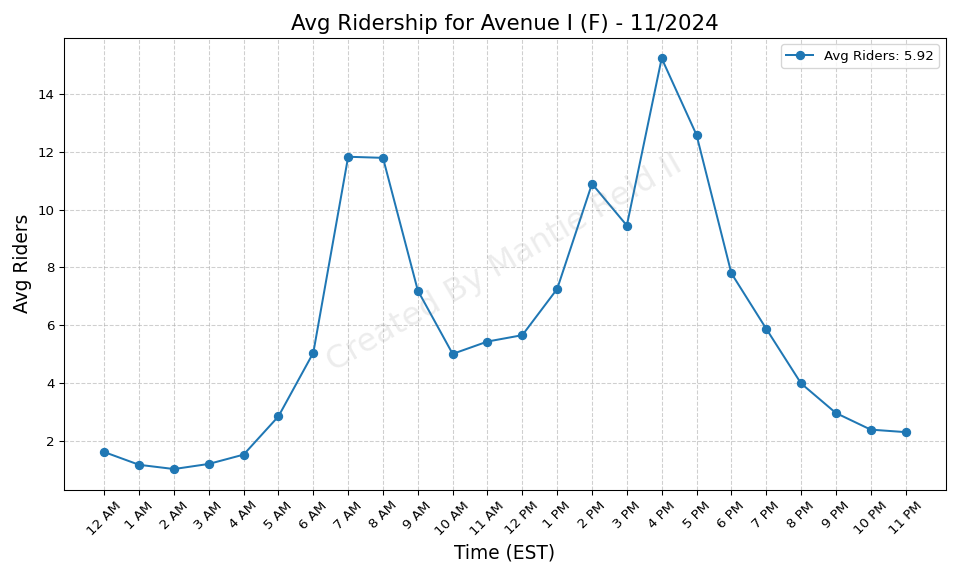 Avg Ridership for Avenue I (F) - 11/2024
Avg Riders: 5.92
Avg Riders
14
12
10
8
6
4
2
Created By Mantie Reid II
12 AM
1 AM
2 AM
3 AM
4 AM
5 AM
6 AM
7 AM
8 AM
9 AM
10 AM
11 AM
12 PM
1 PM
2 PM
3 PM
4 PM
5 PM
6 PM
7 PM
8 PM
9 PM
10 PM
11 PM
Time (EST)